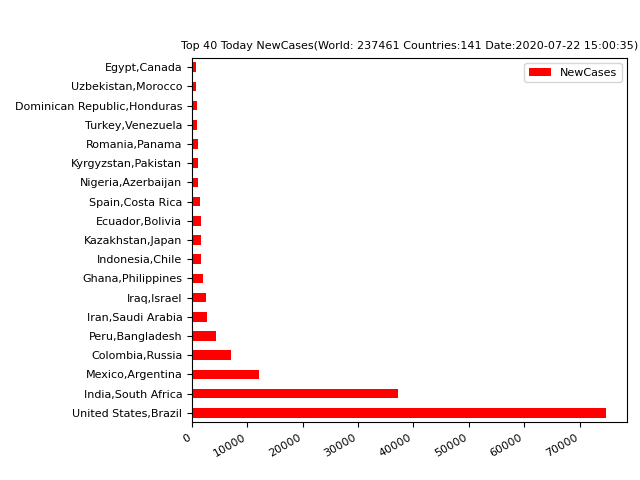 Top 40 Today NewCases(World: 237461 Countries:141 Date:2020-07-22 15:00:35)
NewCases
Egypt,Canada
Uzbekistan,Morocco
Dominican Republic,Honduras
Turkey,Venezuela
Romania,Panama
Kyrgyzstan,Pakistan
Nigeria,Azerbaijan
Spain,Costa Rica
Ecuador,Bolivia
Kazakhstan,Japan
Indonesia,Chile
Ghana,Philippines
Iraq,Israel
Iran,Saudi Arabia
Peru,Bangladesh
Colombia,Russia
Mexico,Argentina
India,South Africa
United States,Brazil
0 10000 20000 30000 40000 50000 60000 70000